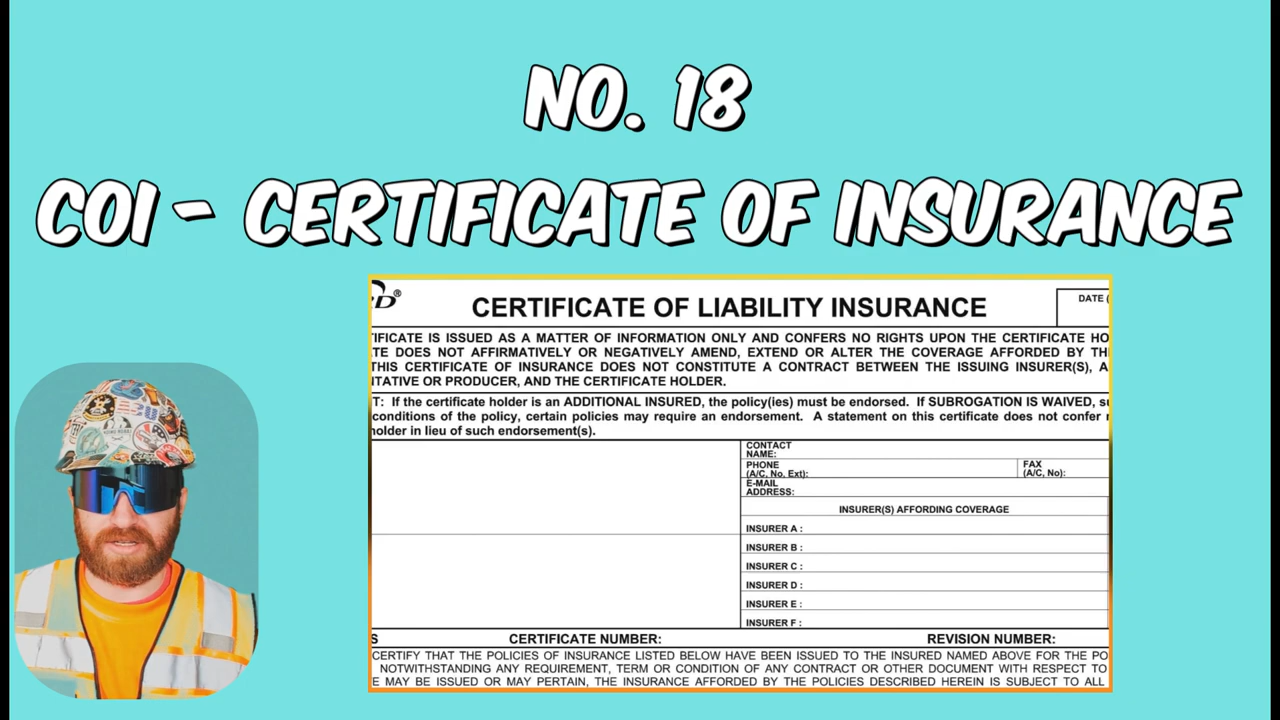 NO. 18
COI - CERTIFICATE OF INSURANCE
CERTIFICATE OF LIABILITY INSURANCE
DATE (
TIFICATE IS ISSUED AS A MATTER OF INFORMATION ONLY AND CONFERS NO RIGHTS UPON THE CERTIFICATE HO
TE DOES NOT AFFIRMATIVELY OR NEGATIVELY AMEND, EXTEND OR ALTER THE COVERAGE AFFORDED BY TH
THIS CERTIFICATE OF INSURANCE DOES NOT CONSTITUTE A CONTRACT BETWEEN THE ISSUING INSURER(S), A
NTATIVE OR PRODUCER, AND THE CERTIFICATE HOLDER.
T: If the certificate holder is an ADDITIONAL INSURED, the policy(ies) must be endorsed. If SUBROGATION IS WAIVED, su
conditions of the policy, certain policies may require an endorsement. A statement on this certificate does not confer r
holder in lieu of such endorsement(s).
CONTACT
NAME:
PHONE
(A/C, No, Ext):
FAX
(A/C, No):
E-MAIL
ADDRESS:
INSURER(S) AFFORDING COVERAGE
INSURER A :
INSURER B :
INSURER C :
INSURER D :
INSURER E :
INSURER F :
S
CERTIFICATE NUMBER:
REVISION NUMBER:
CERTIFY THAT THE POLICIES OF INSURANCE LISTED BELOW HAVE BEEN ISSUED TO THE INSURED NAMED ABOVE FOR THE PO
NOTWITHSTANDING ANY REQUIREMENT, TERM OR CONDITION OF ANY CONTRACT OR OTHER DOCUMENT WITH RESPECT TO
E MAY BE ISSUED OR MAY PERTAIN, THE INSURANCE AFFORDED BY THE POLICIES DESCRIBED HEREIN IS SUBJECT TO ALL